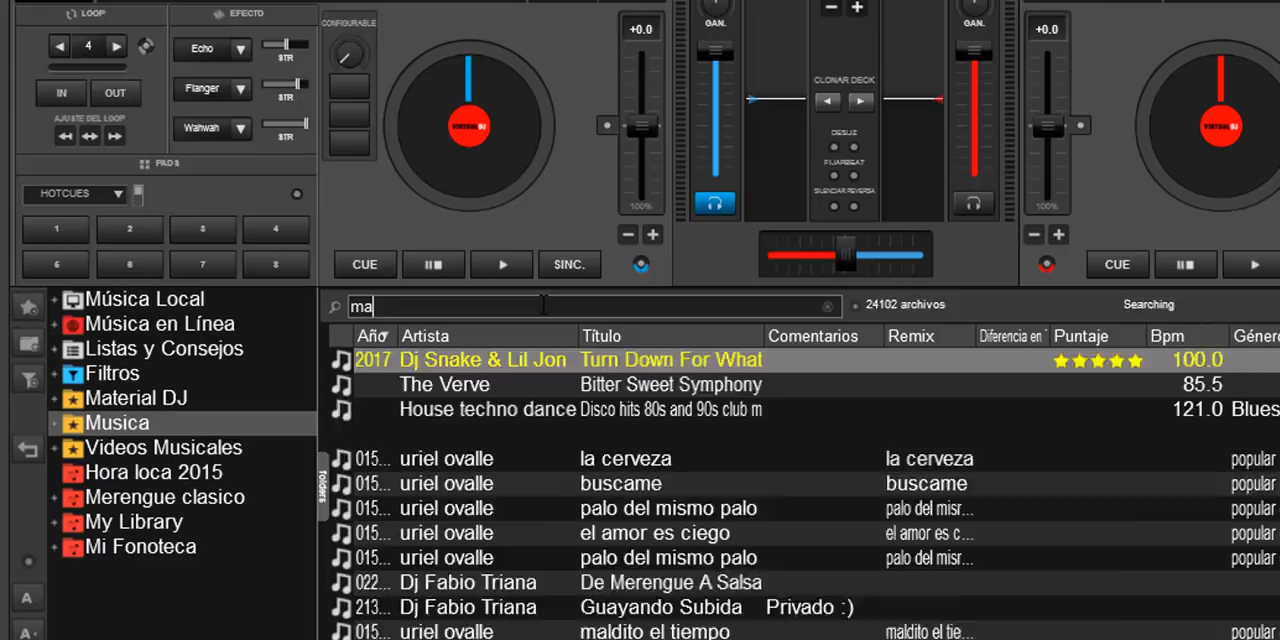 LOOP
EFECTO
4
Echo
STR
IN
OUT
Flanger
STR
AJUSTE DEL LOOP
Wahwah
STR
PADS
HOTCUES
1 2 3 4
5 6 7 8
CONFIGURABLE
+0.0
100%
CUE
SINC.
GAN.
CLONAR DECK
DESLIZ
FIJARBEAT
SILENCIAR REVERSA
GAN.
+0.0
100%
CUE
Música Local
Música en Línea
Listas y Consejos
Filtros
Material DJ
Musica
Videos Musicales
Hora loca 2015
Merengue clasico
My Library
Mi Fonoteca
folders
A
A
ma
24102 archivos
Searching
Año Artista Título Comentarios Remix Diferencia en Puntaje Bpm Géner
2017 Dj Snake & Lil Jon Turn Down For What 100.0
The Verve Bitter Sweet Symphony 85.5
House techno dance Disco hits 80s and 90s club m 121.0 Blues
015... uriel ovalle la cerveza la cerveza popular
015... uriel ovalle buscame buscame popular
015... uriel ovalle palo del mismo palo palo del misr... popular
015... uriel ovalle el amor es ciego el amor es c... popular
015... uriel ovalle palo del mismo palo palo del misr... popular
022... Dj Fabio Triana De Merengue A Salsa
213... Dj Fabio Triana Guayando Subida Privado :)
015... uriel ovalle maldito el tiempo maldito el tie... popular